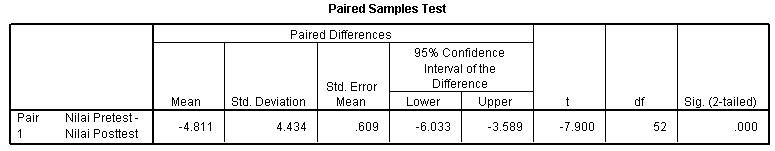 Paired Samples Test
Paired Differences
95% Confidence
Interval of the
Difference
Std. Error
Mean
Mean Std. Deviation Lower Upper t df Sig. (2-tailed)
Pair Nilai Pretest -
1 Nilai Posttest
-4.811 4.434 .609 -6.033 -3.589 -7.900 52 .000